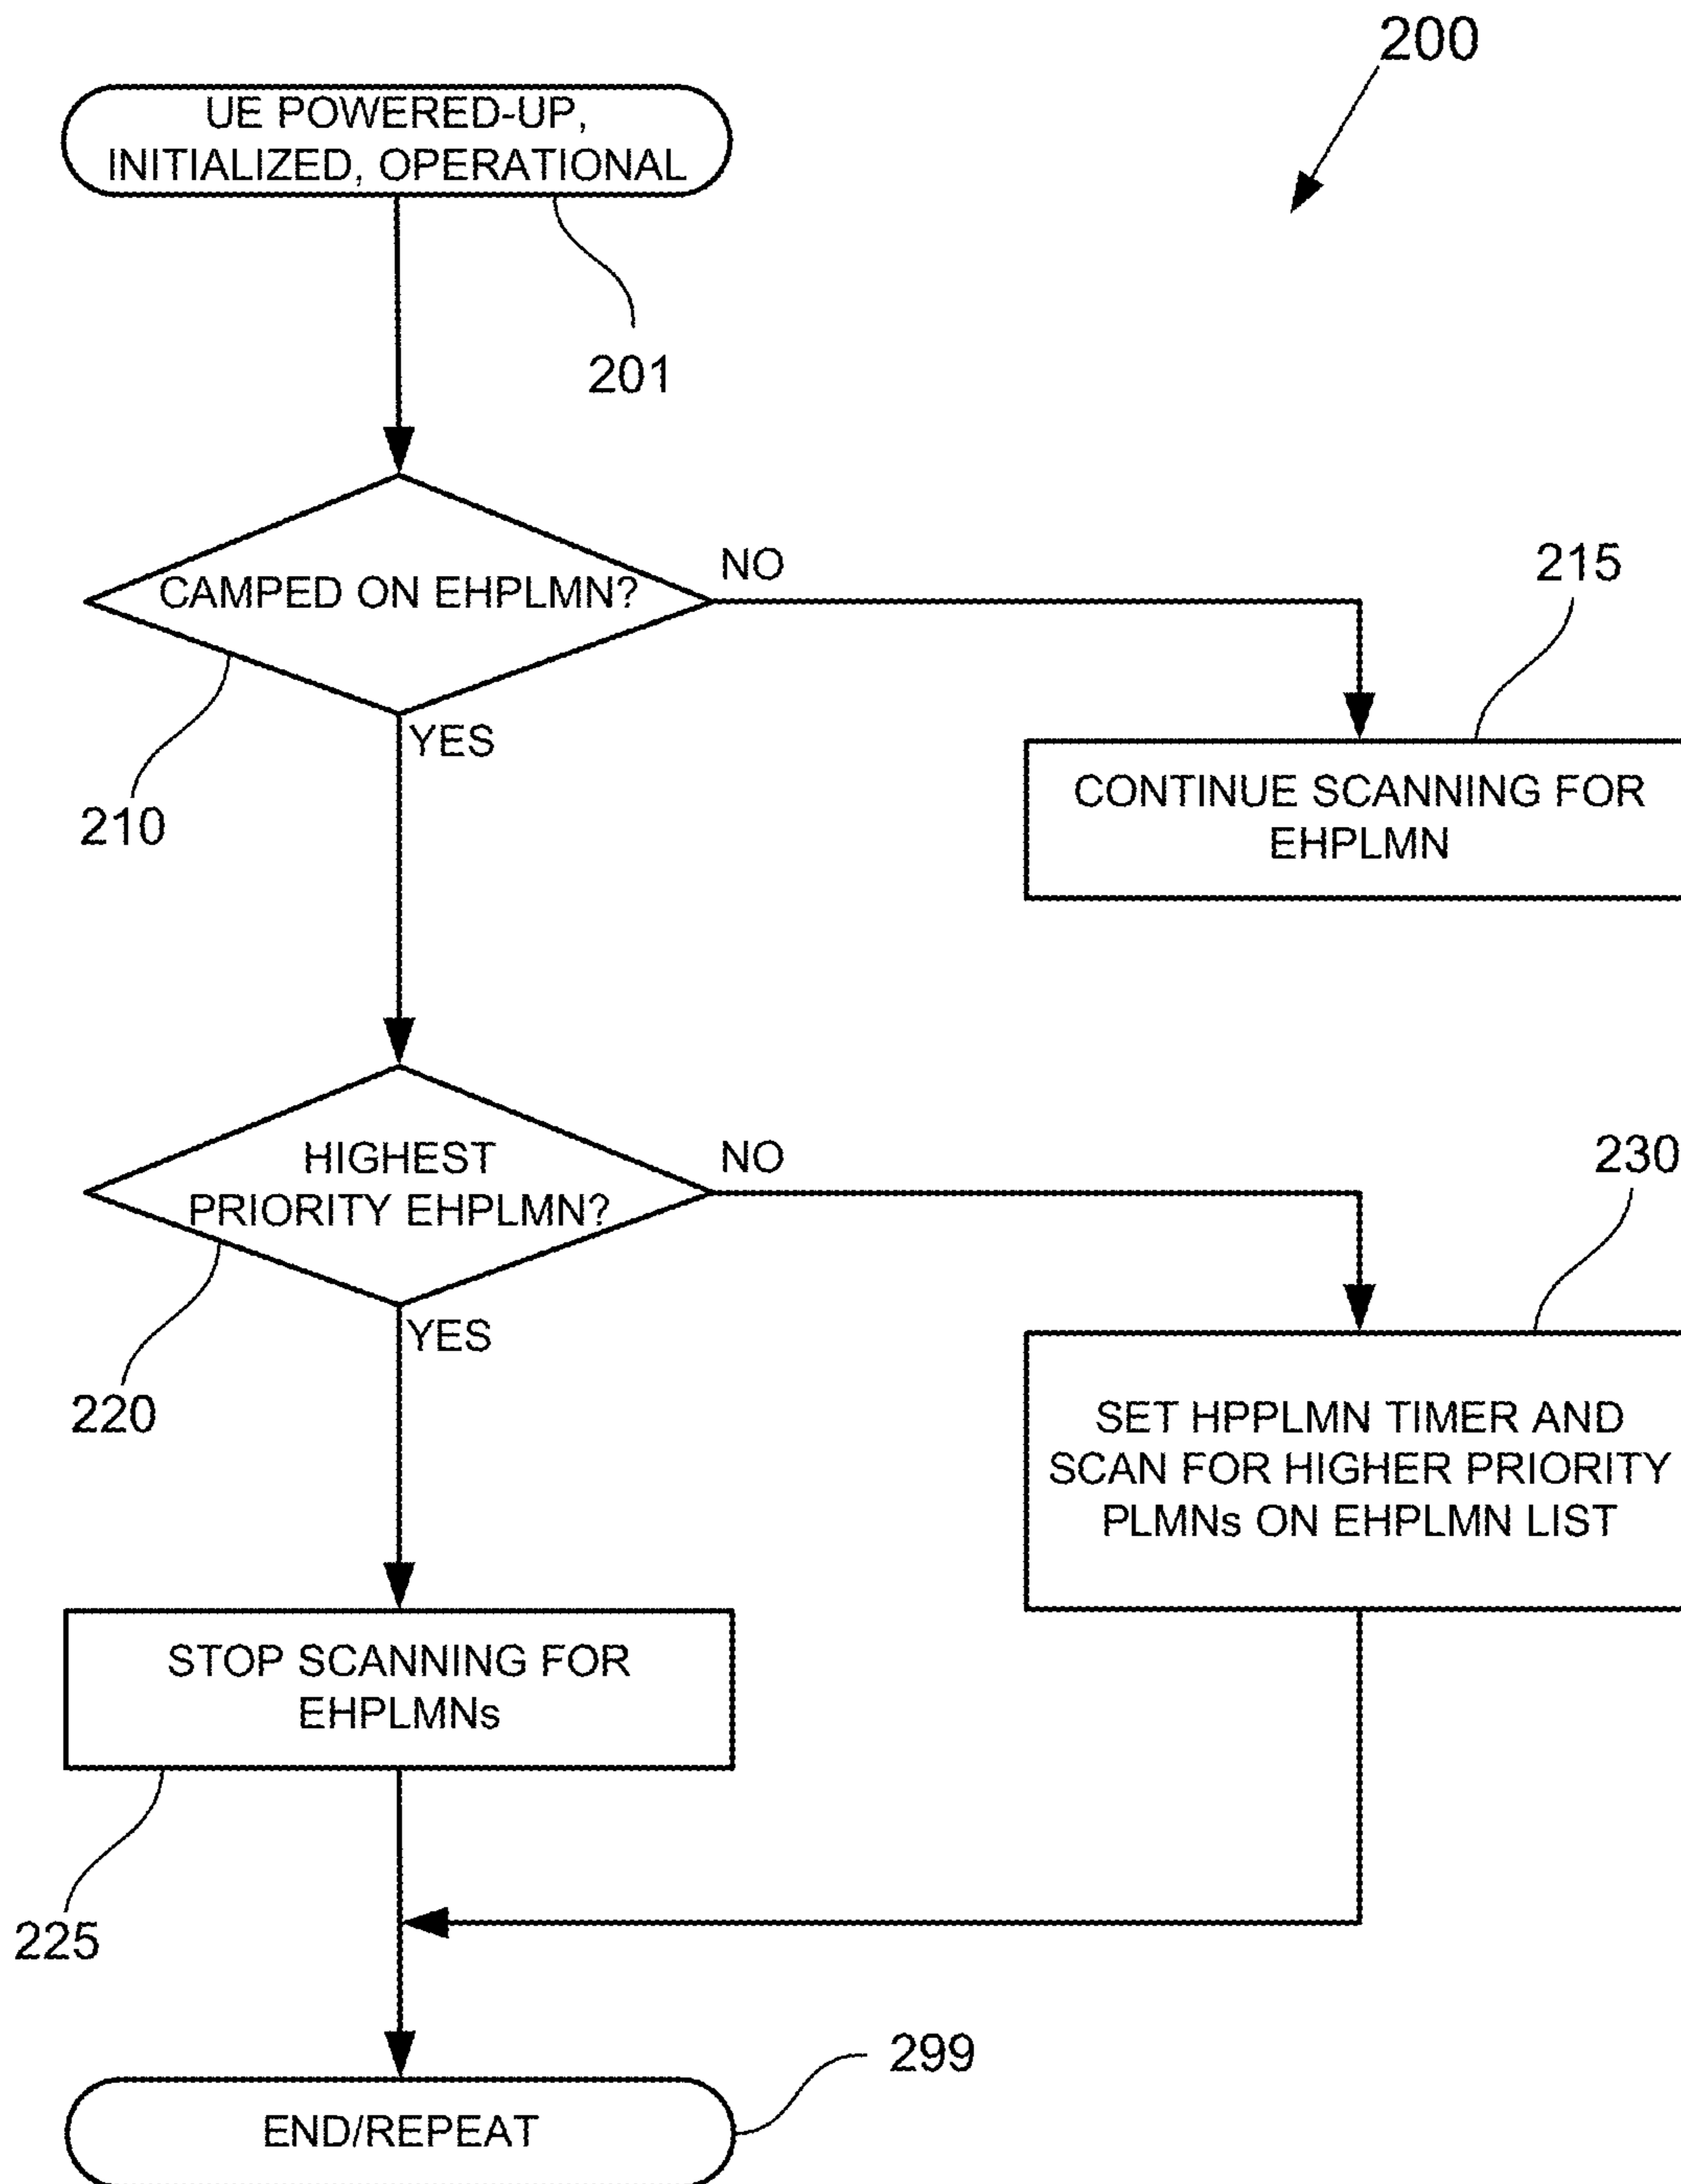 200
UE POWERED-UP,
INITIALIZED, OPERATIONAL
201
CAMPED ON EHPLMN?
NO
215
YES
210
CONTINUE SCANNING FOR
EHPLMN
HIGHEST
PRIORITY EHPLMN?
NO
230
YES
220
SET HPPLMN TIMER AND
SCAN FOR HIGHER PRIORITY
PLMNs ON EHPLMN LIST
STOP SCANNING FOR
EHPLMNs
225
299
END/REPEAT